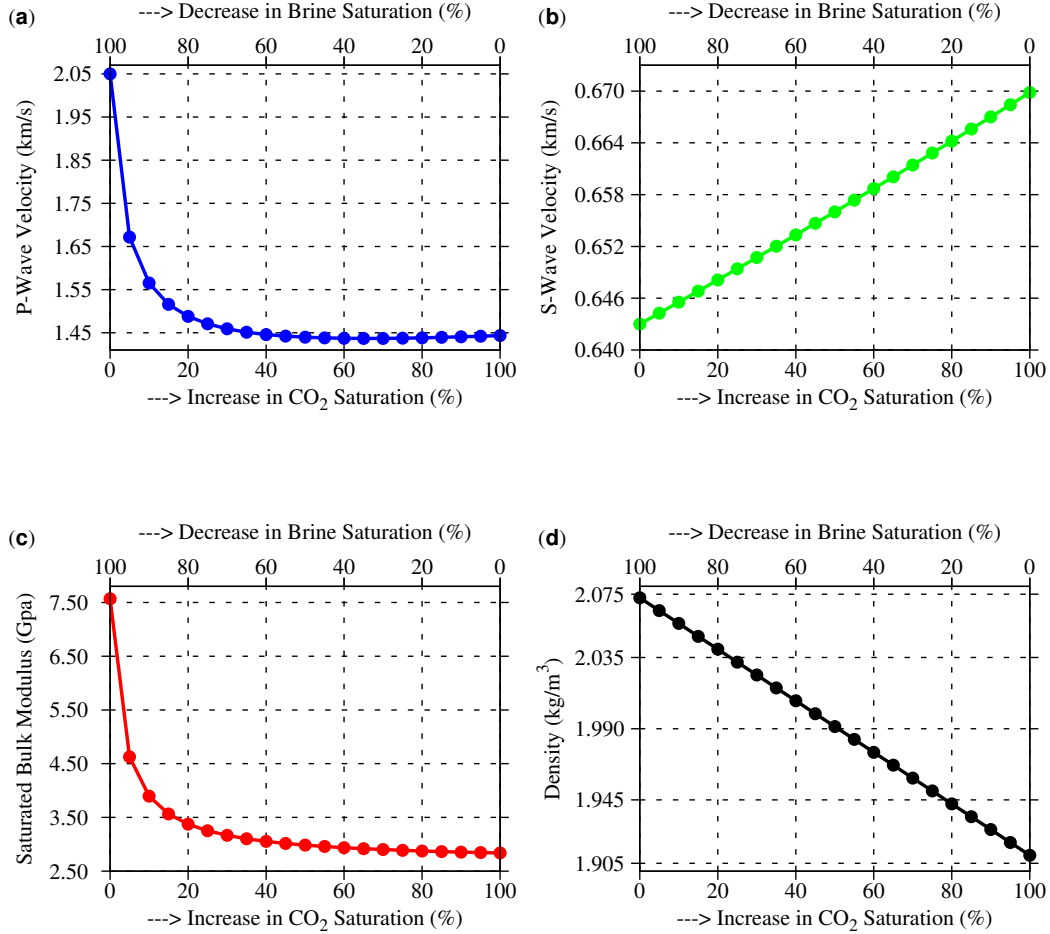 (a)
---> Decrease in Brine Saturation (%)
100 80 60 40 20 0
P-Wave Velocity (km/s)
2.05
1.95
1.85
1.75
1.65
1.55
1.45
0 20 40 60 80 100
---> Increase in CO2 Saturation (%)
(b)
---> Decrease in Brine Saturation (%)
100 80 60 40 20 0
S-Wave Velocity (km/s)
0.670
0.664
0.658
0.652
0.646
0.640
0 20 40 60 80 100
---> Increase in CO2 Saturation (%)
(c)
---> Decrease in Brine Saturation (%)
100 80 60 40 20 0
Saturated Bulk Modulus (Gpa)
7.50
6.50
5.50
4.50
3.50
2.50
0 20 40 60 80 100
---> Increase in CO2 Saturation (%)
(d)
---> Decrease in Brine Saturation (%)
100 80 60 40 20 0
Density (kg/m³)
2.075
2.035
1.990
1.945
1.905
0 20 40 60 80 100
---> Increase in CO2 Saturation (%)